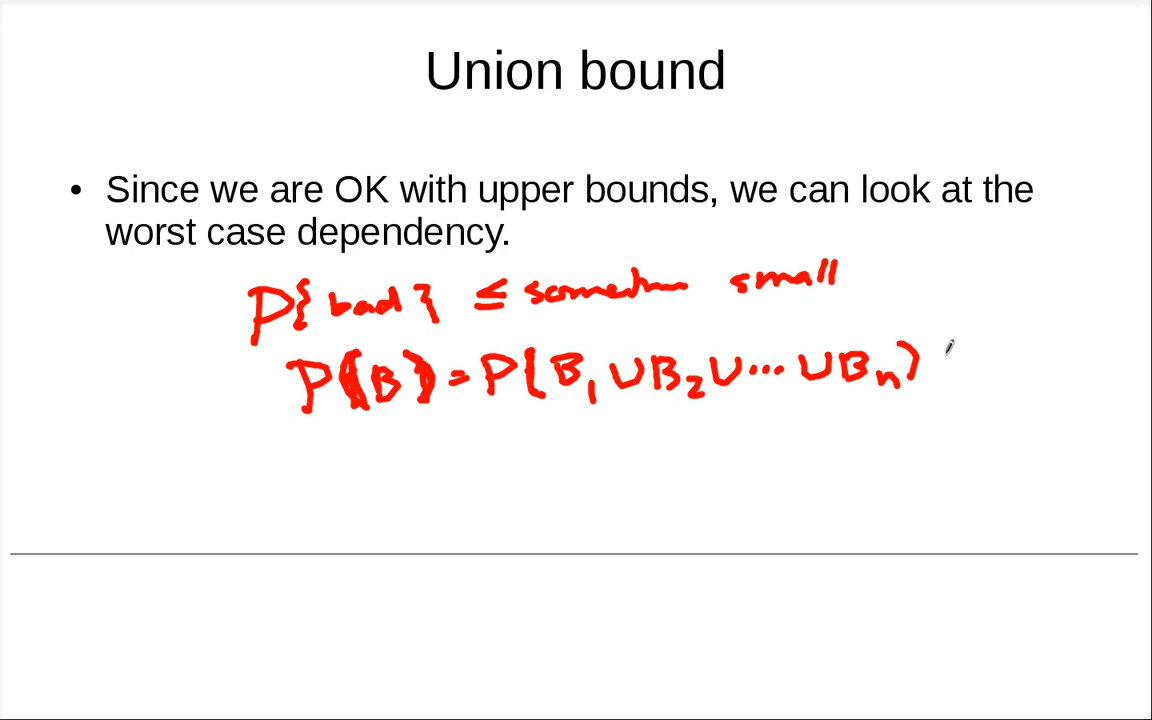 Union bound
• Since we are OK with upper bounds, we can look at the
worst case dependency.
P{bad} ≤ small
P(B) = P(B₁ ∪ B₂ ∪ ... ∪ Bₙ)